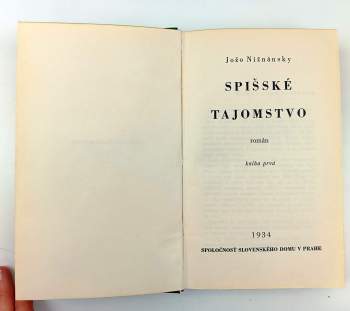 Jožo Nižnánsky
SPIŠSKÉ
TAJOMSTVO
román
kniha prvá
1934
SPOLOČNOSŤ SLOVENSKÉHO DOMU V PRAHE